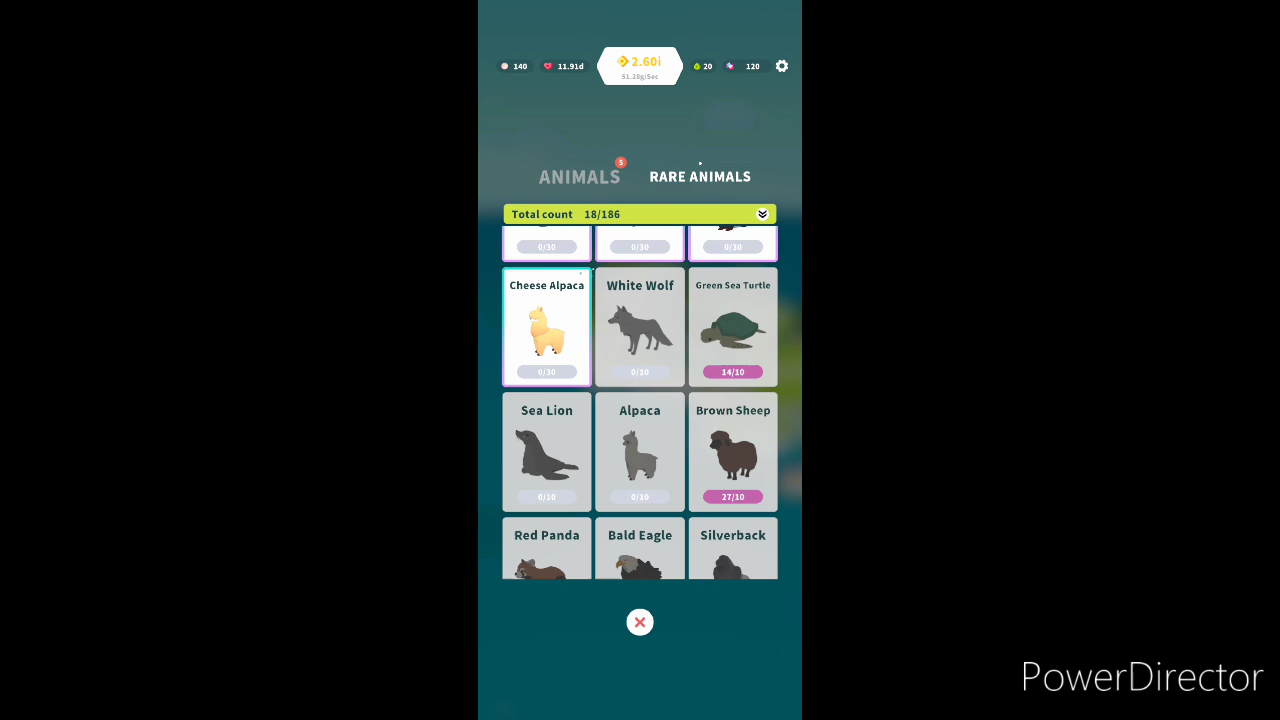 140 11.91d 2.60i 20 120
51.28g/Sec
ANIMALS 5 RARE ANIMALS
Total count 18/186
0/30 0/30 0/30
Cheese Alpaca White Wolf Green Sea Turtle
0/30 0/10 14/10
Sea Lion Alpaca Brown Sheep
0/10 0/10 27/10
Red Panda Bald Eagle Silverback
PowerDirector